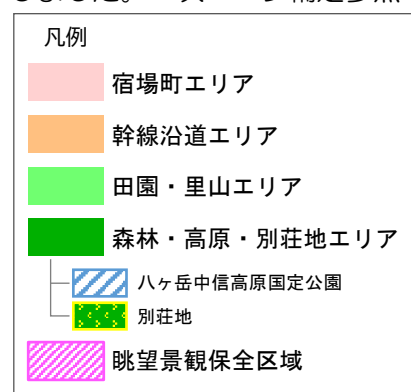 凡例
宿場町エリア
幹線沿道エリア
田園・里山エリア
森林・高原・別荘地エリア
八ヶ岳中信高原国定公園
別荘地
眺望景観保全区域